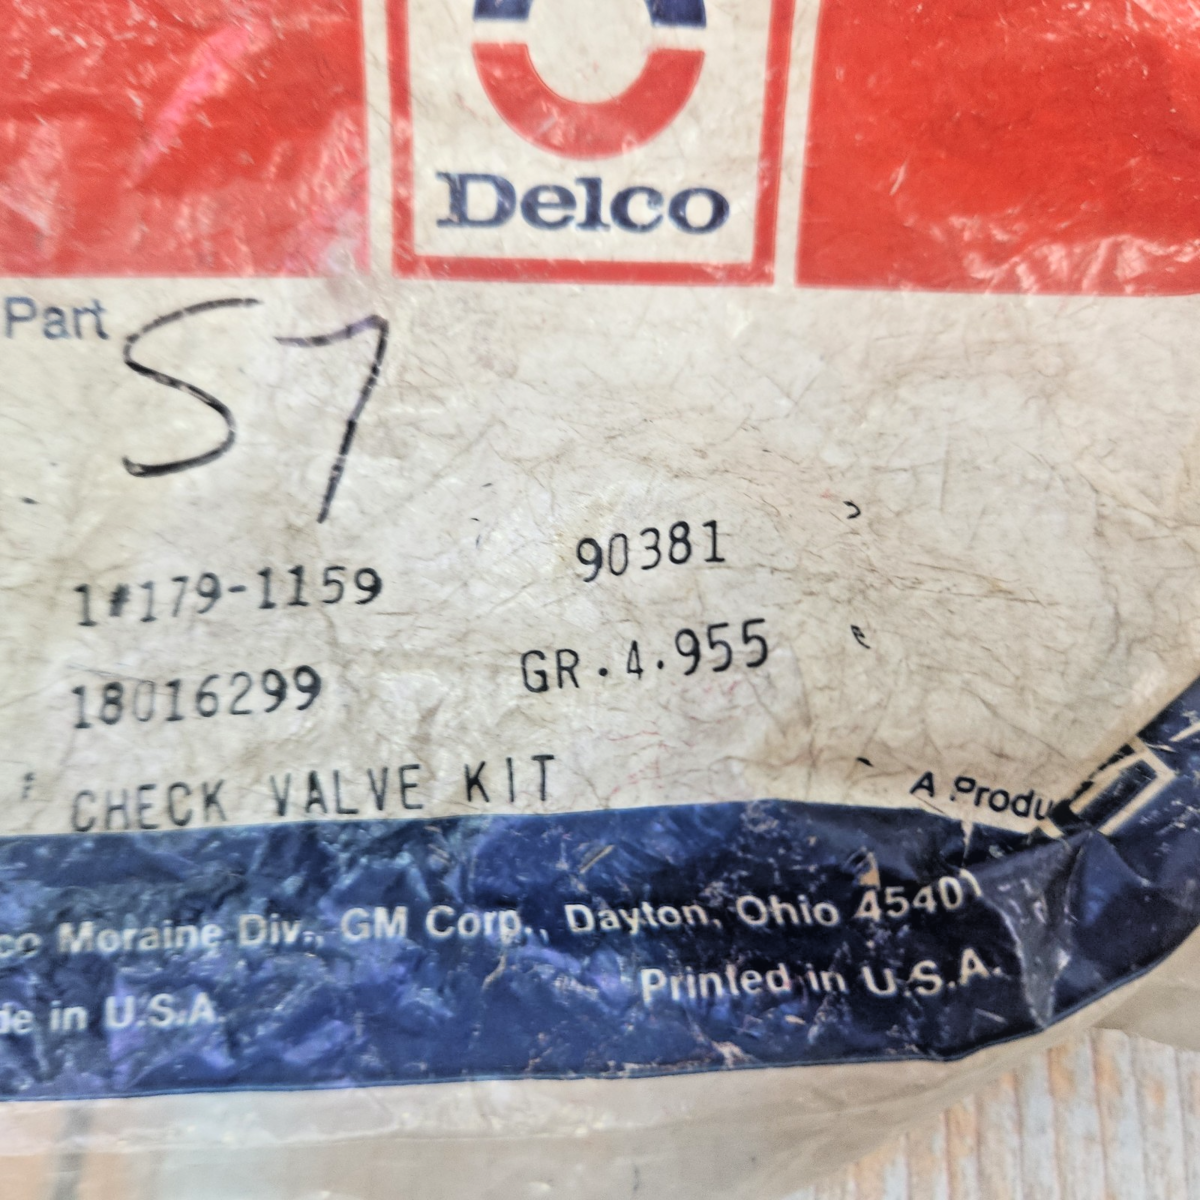 Delco
Part
57
1#179-1159 90381
18016299 GR.4.955
CHECK VALVE KIT
A Produ
co Moraine Div., GM Corp., Dayton, Ohio 45401
de in U.S.A. Printed in U.S.A.